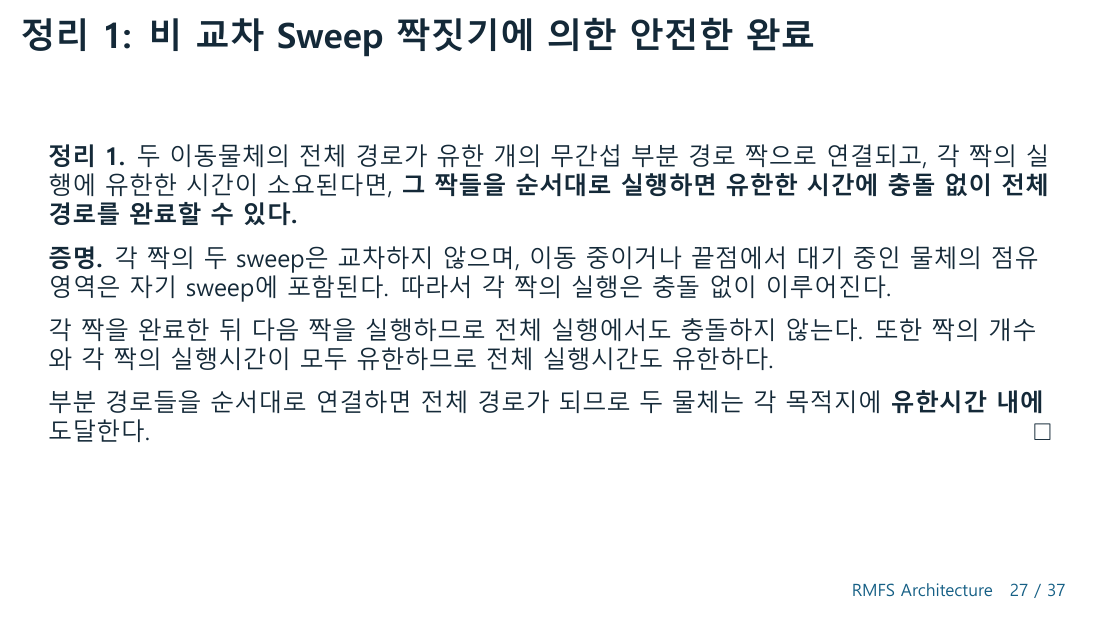 정리 1: 비 교차 Sweep 짝짓기에 의한 안전한 완료
정리 1. 두 이동물체의 전체 경로가 유한 개의 무간섭 부분 경로 짝으로 연결되고, 각 짝의 실
행에 유한한 시간이 소요된다면, 그 짝들을 순서대로 실행하면 유한한 시간에 충돌 없이 전체
경로를 완료할 수 있다.
증명. 각 짝의 두 sweep은 교차하지 않으며, 이동 중이거나 끝점에서 대기 중인 물체의 점유
영역은 자기 sweep에 포함된다. 따라서 각 짝의 실행은 충돌 없이 이루어진다.
각 짝을 완료한 뒤 다음 짝을 실행하므로 전체 실행에서도 충돌하지 않는다. 또한 짝의 개수
와 각 짝의 실행시간이 모두 유한하므로 전체 실행시간도 유한하다.
부분 경로들을 순서대로 연결하면 전체 경로가 되므로 두 물체는 각 목적지에 유한시간 내에
도달한다. □
RMFS Architecture 27 / 37